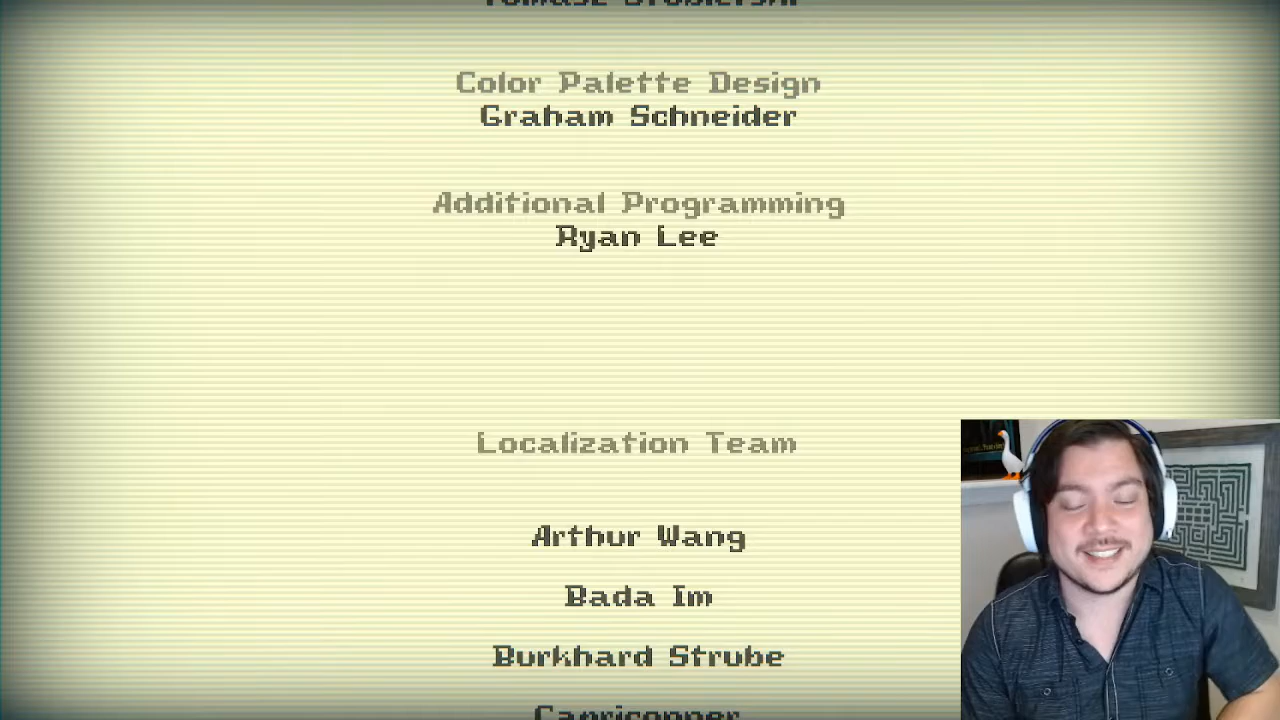 Color Palette Design
Graham Schneider
Additional Programming
Ryan Lee
Localization Team
Arthur Wang
Bada Im
Burkhard Strube